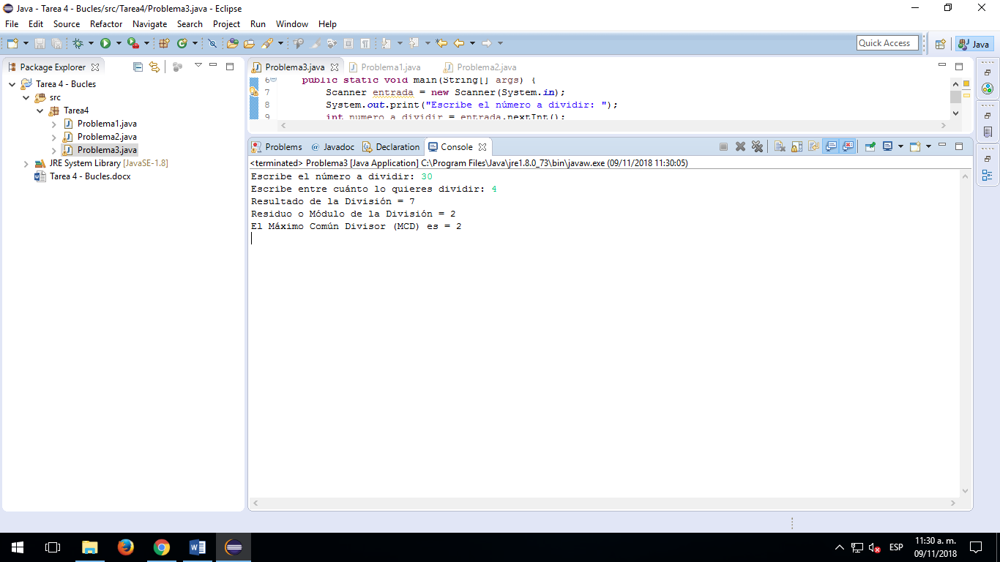 Java - Tarea 4 - Bucles/src/Tarea4/Problema3.java - Eclipse
File Edit Source Refactor Navigate Search Project Run Window Help
Quick Access
Java
Package Explorer
Tarea 4 - Bucles
src
Tarea4
Problema1.java
Problema2.java
Problema3.java
JRE System Library [JavaSE-1.8]
Tarea 4 - Bucles.docx
Problema3.java Problema1.java Problema2.java
6 public static void main(String[] args) {
7 Scanner entrada = new Scanner(System.in);
8 System.out.print("Escribe el número a dividir: ");
9 int numero_a_dividir = entrada.nextInt();
Problems Javadoc Declaration Console
<terminated> Problema3 [Java Application] C:\Program Files\Java\jre1.8.0_73\bin\javaw.exe (09/11/2018 11:30:05)
Escribe el número a dividir: 30
Escribe entre cuánto lo quieres dividir: 4
Resultado de la División = 7
Residuo o Módulo de la División = 2
El Máximo Común Divisor (MCD) es = 2
ESP
11:30 a. m.
09/11/2018